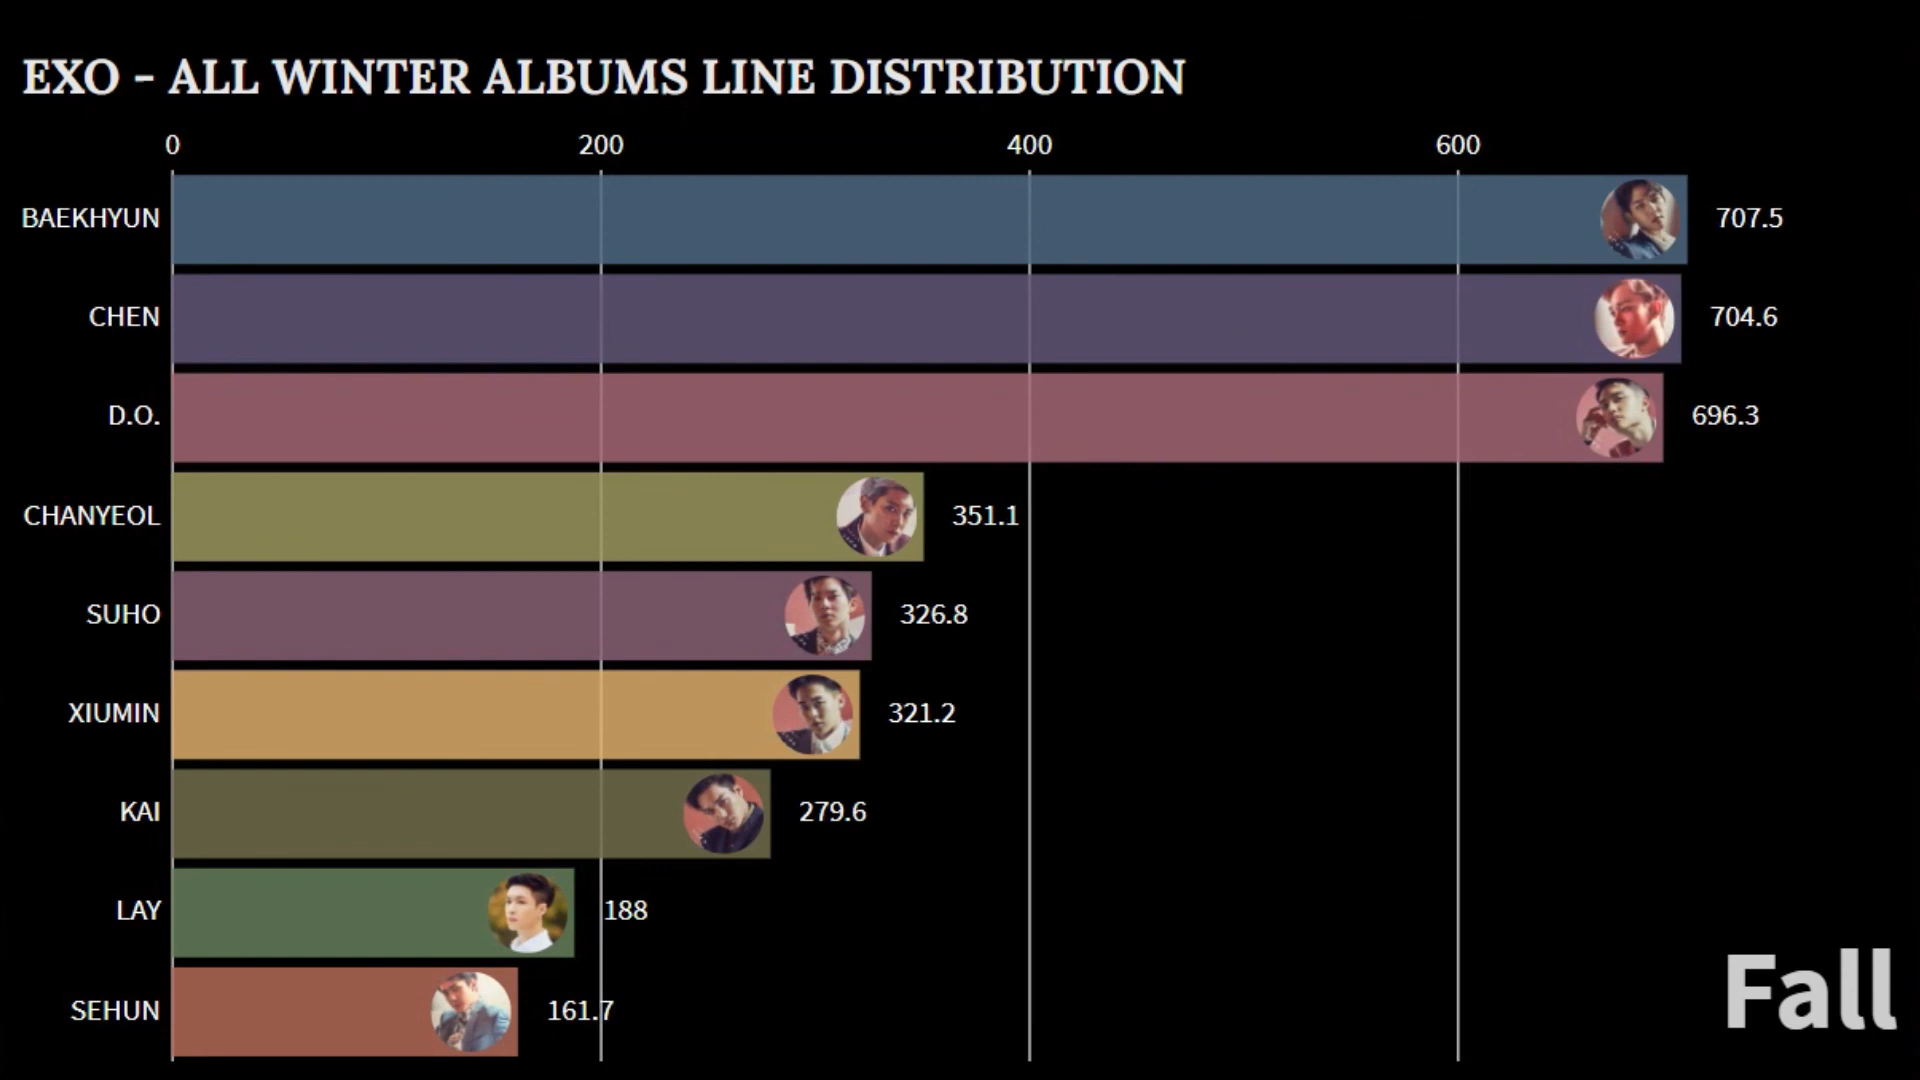 EXO - ALL WINTER ALBUMS LINE DISTRIBUTION
0 200 400 600
BAEKHYUN 707.5
CHEN 704.6
D.O. 696.3
CHANYEOL 351.1
SUHO 326.8
XIUMIN 321.2
KAI 279.6
LAY 188
SEHUN 161.7
Fall